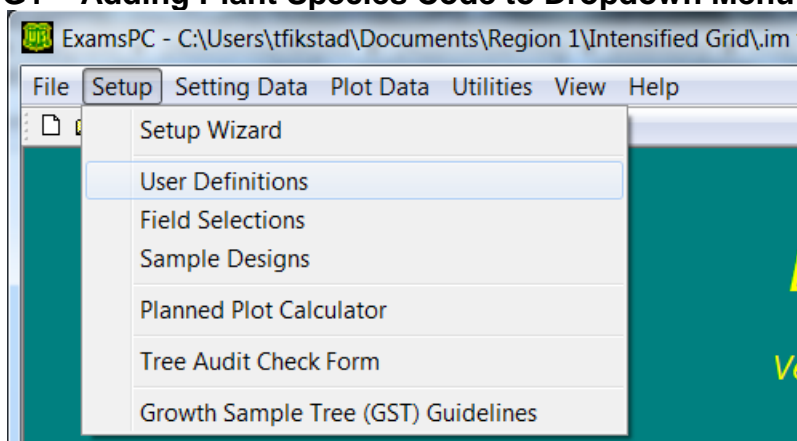 Adding Plant Species Code to Dropdown Menu
ExamsPC - C:\Users\tfikstad\Documents\Region 1\Intensified Grid\.im
File Setup Setting Data Plot Data Utilities View Help
Setup Wizard
User Definitions
Field Selections
Sample Designs
Planned Plot Calculator
Tree Audit Check Form
Growth Sample Tree (GST) Guidelines